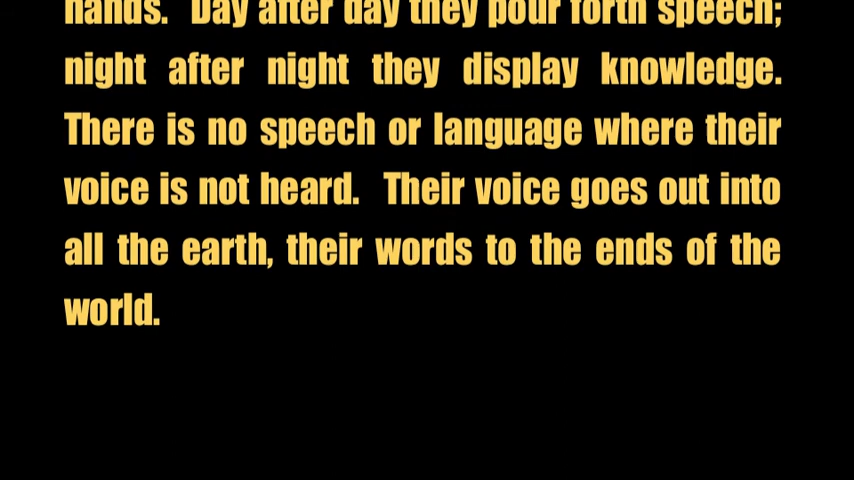 hands. Day after day they pour forth speech;
night after night they display knowledge.
There is no speech or language where their
voice is not heard. Their voice goes out into
all the earth, their words to the ends of the
world.